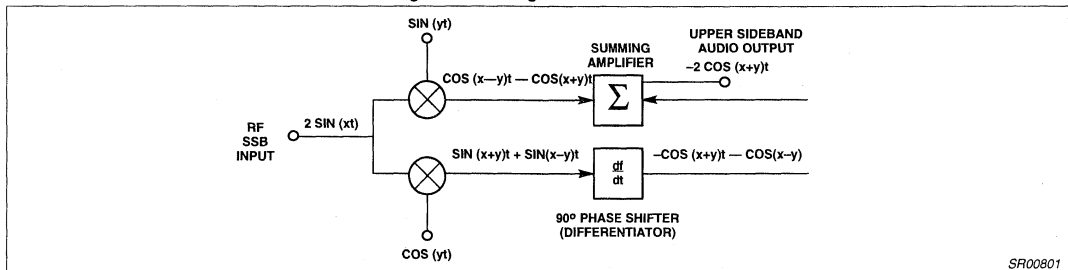 SIN (yt)
UPPER SIDEBAND
AUDIO OUTPUT
–2 COS (x+y)t
SUMMING
AMPLIFIER
COS (x—y)t — COS(x+y)t
Σ
2 SIN (xt)
RF
SSB
INPUT
SIN (x+y)t + SIN(x–y)t
df
dt
–COS (x+y)t — COS(x–y)
90º PHASE SHIFTER
(DIFFERENTIATOR)
COS (yt)
SR00801